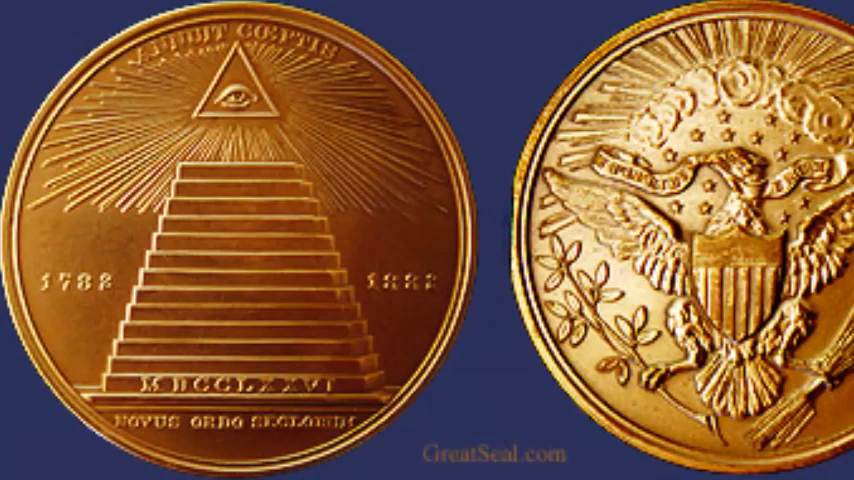 ANNUIT CŒPTIS
1782
1882
MDCCLXXVI
NOVUS ORDO SECLORUM
GreatSeal.com